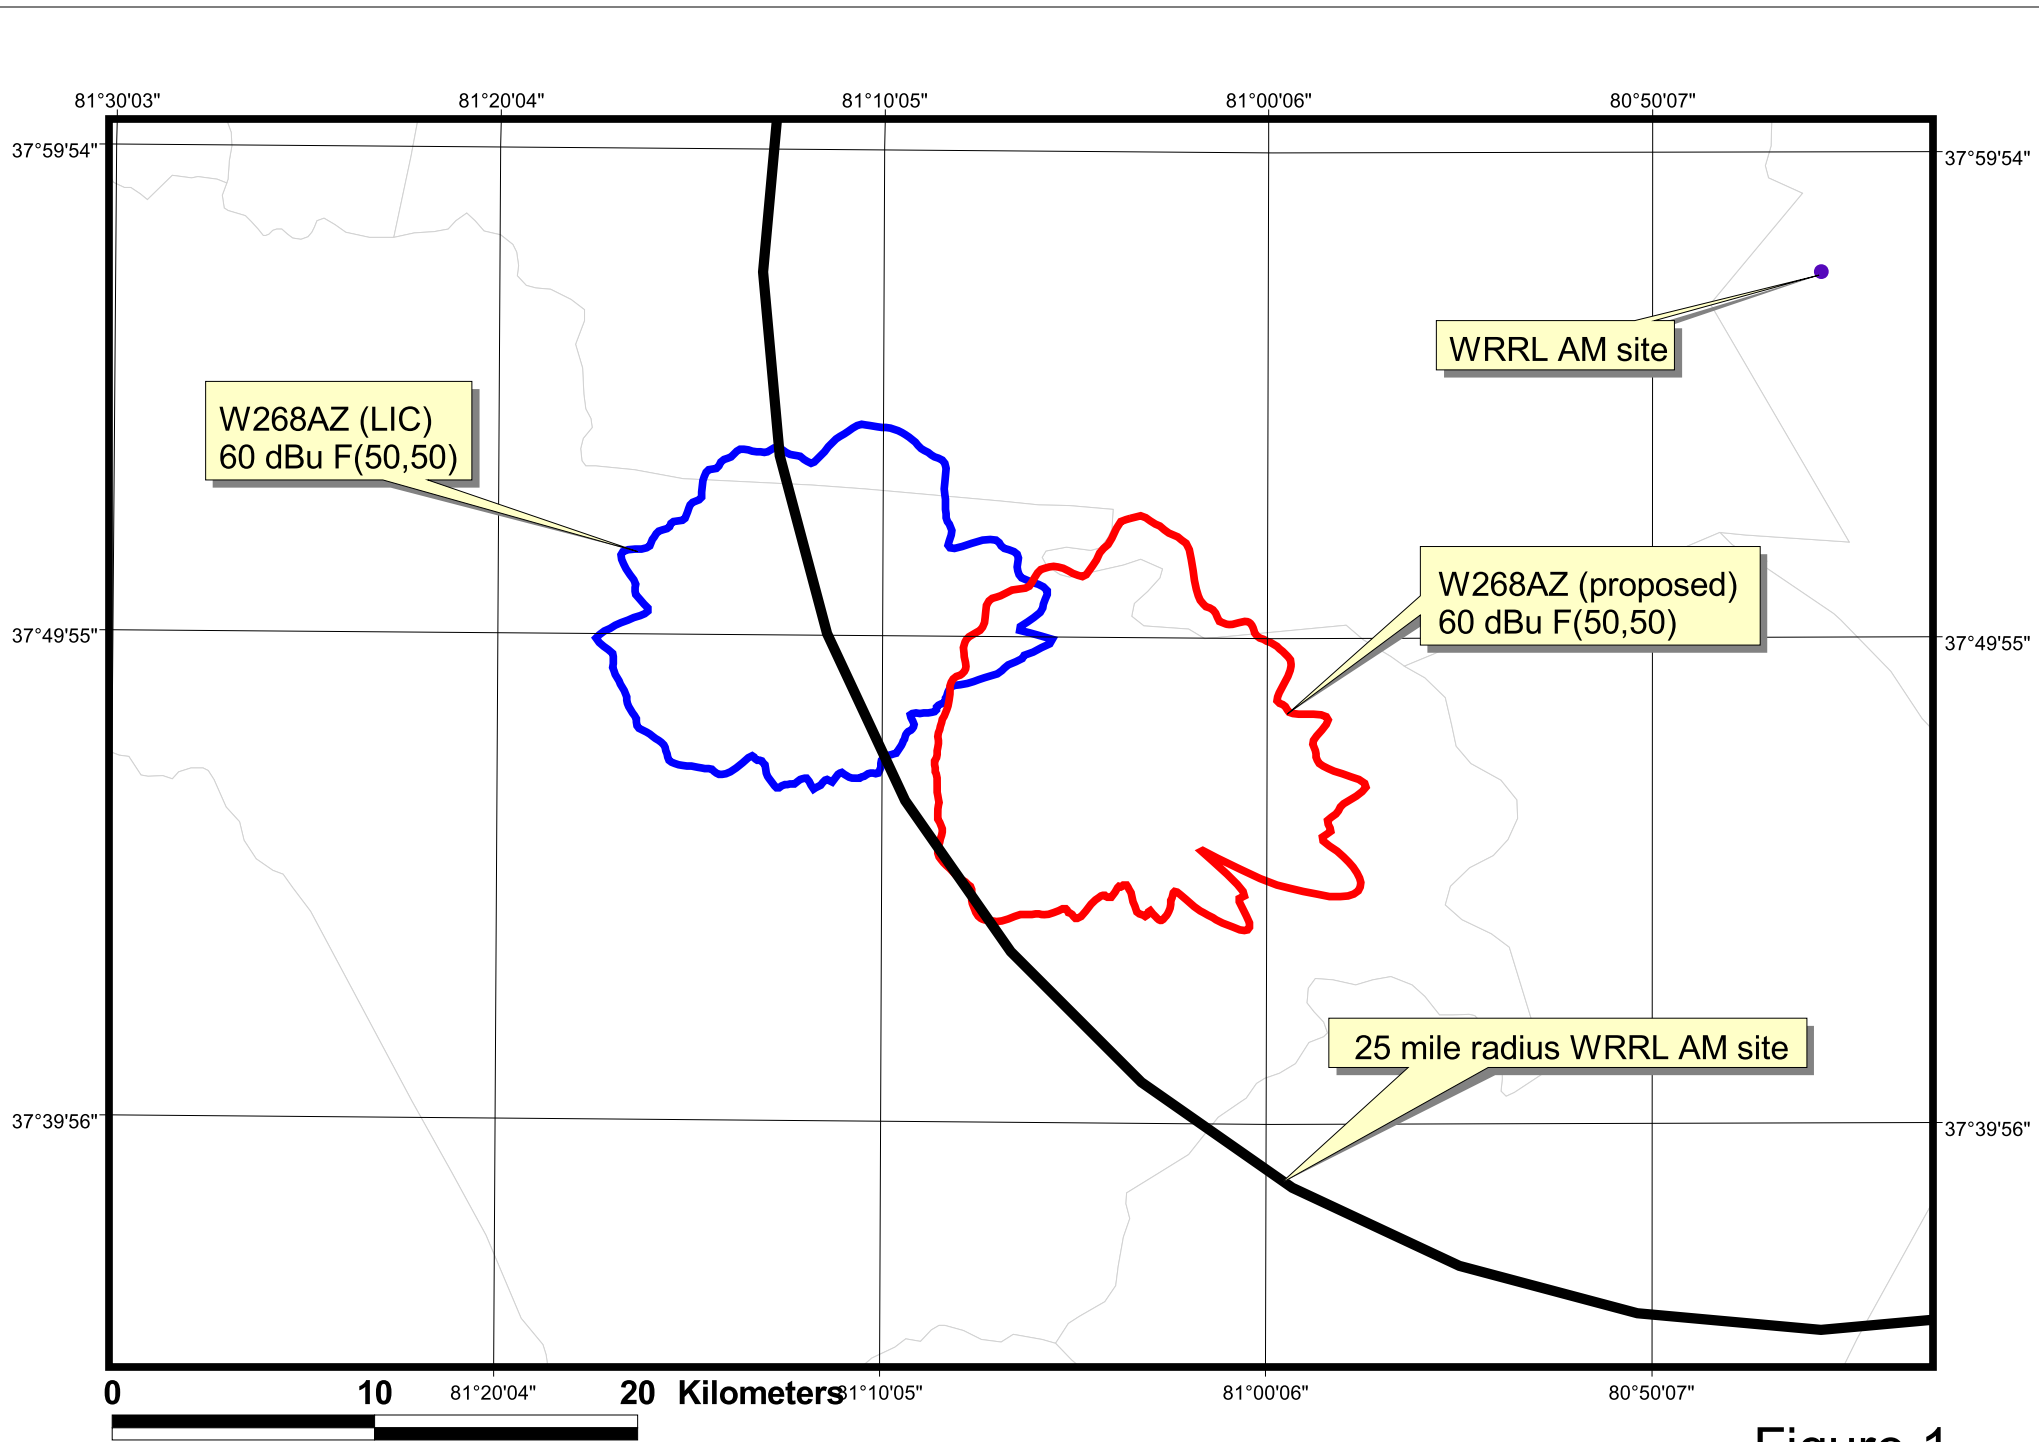 81°30'03" 81°20'04" 81°10'05" 81°00'06" 80°50'07"
37°59'54" 37°59'54"
WRRL AM site
W268AZ (LIC)
60 dBu F(50,50)
W268AZ (proposed)
60 dBu F(50,50)
37°49'55" 37°49'55"
25 mile radius WRRL AM site
37°39'56" 37°39'56"
0 10 81°20'04" 20 Kilometers 81°10'05" 81°00'06" 80°50'07"
Figure 1